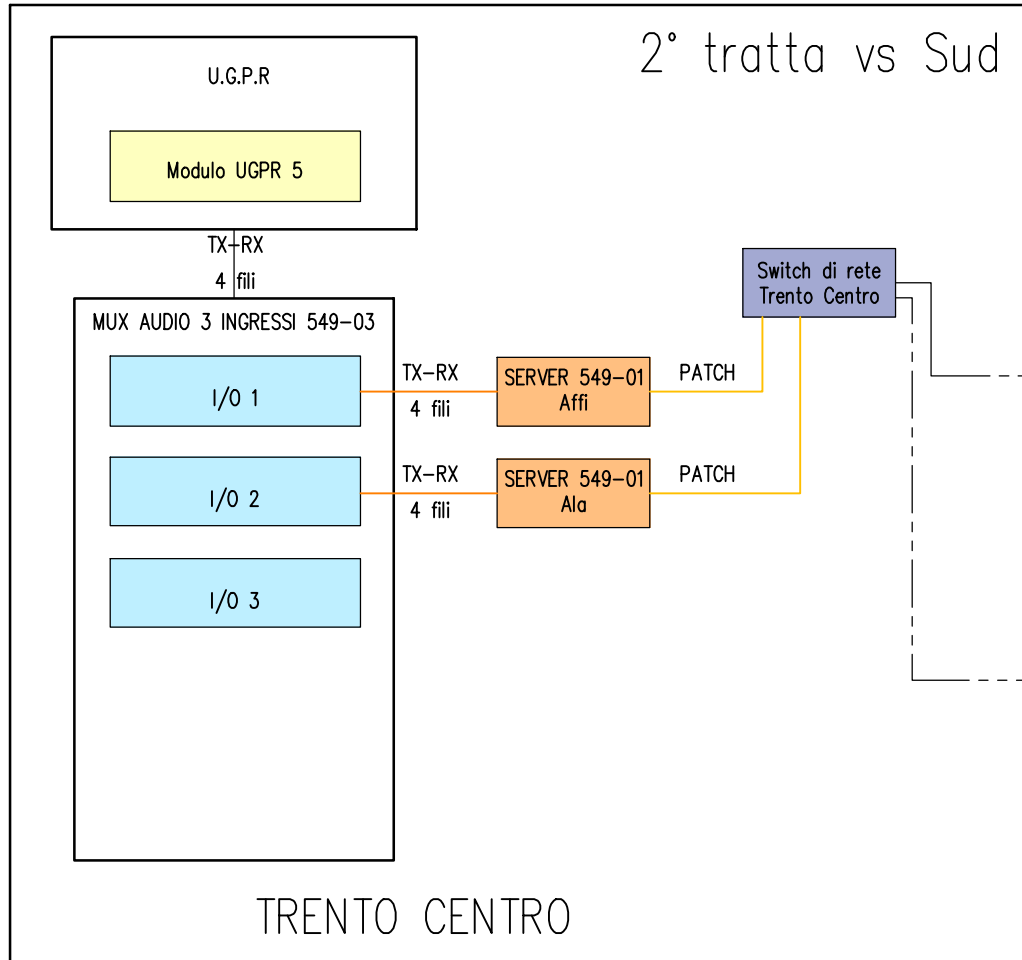 2° tratta vs Sud
U.G.P.R
Modulo UGPR 5
TX-RX
4 fili
MUX AUDIO 3 INGRESSI 549-03
I/O 1
TX-RX
4 fili
SERVER 549-01
Affi
PATCH
Switch di rete
Trento Centro
I/O 2
TX-RX
4 fili
SERVER 549-01
Ala
PATCH
I/O 3
TRENTO CENTRO